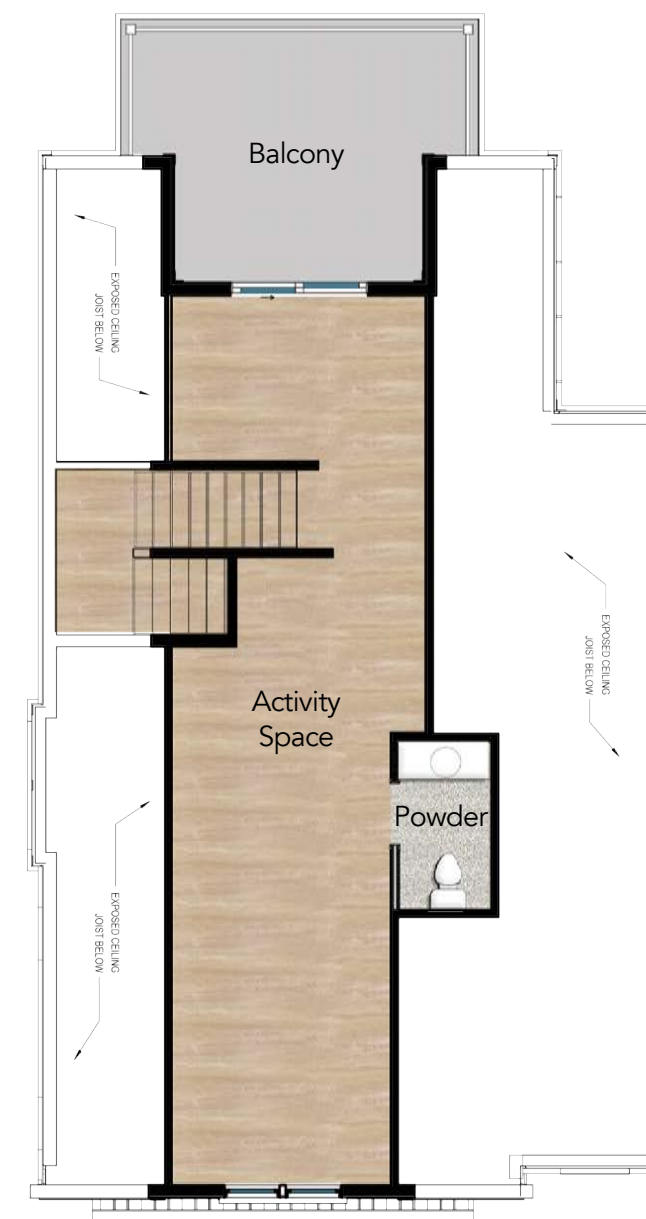 Balcony
EXPOSED CEILING
JOIST BELOW
EXPOSED CEILING
JOIST BELOW
Activity
Space
Powder
EXPOSED CEILING
JOIST BELOW